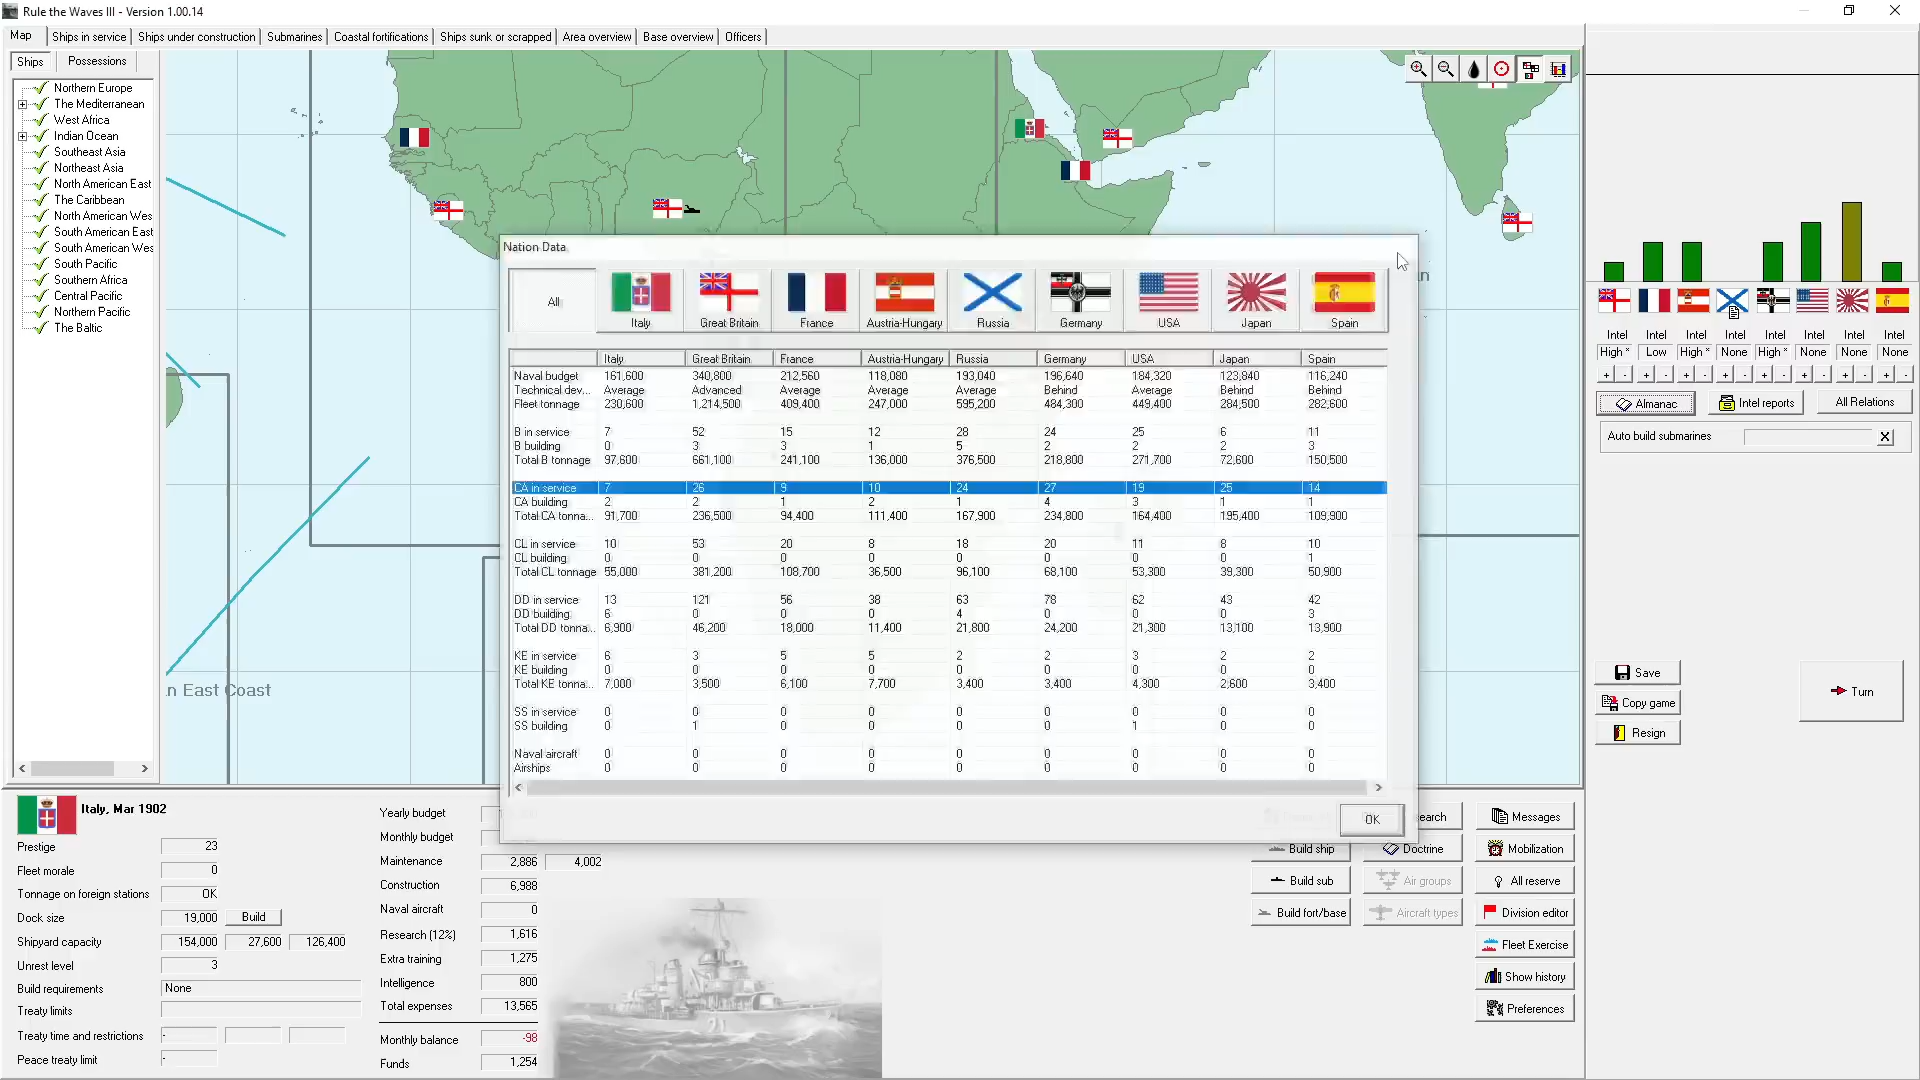 Rule the Waves III - Version 1.00.14
Map Ships in service Ships under construction Submarines Coastal fortifications Ships sunk or scrapped Area overview Base overview Officers
Ships Possessions
Northern Europe
The Mediterranean
West Africa
Indian Ocean
Southeast Asia
Northeast Asia
North American East
The Caribbean
North American Wes
South American East
South American Wes
South Pacific
Southern Africa
Central Pacific
Northern Pacific
The Baltic
n East Coast
an
Nation Data
All Italy Great Britain France Austria-Hungary Russia Germany USA Japan Spain
Italy Great Britain France Austria-Hungary Russia Germany USA Japan Spain
Naval budget 161,600 340,800 212,560 118,080 193,040 196,640 184,320 123,840 116,240
Technical dev... Average Advanced Average Average Average Behind Average Behind Behind
Fleet tonnage 230,600 1,214,500 409,400 247,000 595,200 484,300 449,400 284,500 282,600
B in service 7 52 15 12 28 24 25 6 11
B building 0 3 3 1 5 2 2 2 3
Total B tonnage 97,600 661,100 241,100 136,000 376,500 218,800 271,700 72,600 150,500
CA in service 7 26 9 10 24 27 19 25 14
CA building 2 2 1 2 1 4 3 1 1
Total CA tonna... 91,700 236,500 94,400 111,400 167,900 234,800 164,400 195,400 109,900
CL in service 10 53 20 8 18 20 11 8 10
CL building 0 0 0 0 0 0 0 0 1
Total CL tonnage 55,000 381,200 108,700 36,500 96,100 68,100 53,300 39,300 50,900
DD in service 13 121 56 38 63 78 62 43 42
DD building 6 0 0 0 4 0 0 0 3
Total DD tonna... 6,900 46,200 18,000 11,400 21,800 24,200 21,300 13,100 13,900
KE in service 6 3 5 5 2 2 3 2 2
KE building 0 0 0 0 0 0 0 0 0
Total KE tonna... 7,000 3,500 6,100 7,700 3,400 3,400 4,300 2,600 3,400
SS in service 0 0 0 0 0 0 0 0 0
SS building 0 1 0 0 0 0 1 0 0
Naval aircraft 0 0 0 0 0 0 0 0 0
Airships 0 0 0 0 0 0 0 0 0
OK
Intel Intel Intel Intel Intel Intel Intel Intel
High * Low High * None High * None None None
+ - + - + - + - + - + - + - + -
Almanac Intel reports All Relations
Auto build submarines X
Save
Copy game
Resign
Turn
Italy, Mar 1902
Prestige 23
Fleet morale 0
Tonnage on foreign stations OK
Dock size 19,000 Build
Shipyard capacity 154,000 27,600 126,400
Unrest level 3
Build requirements None
Treaty limits
Treaty time and restrictions -
Peace treaty limit -
Yearly budget
Monthly budget
Maintenance 2,886 4,002
Construction 6,988
Naval aircraft 0
Research (12%) 1,616
Extra training 1,275
Intelligence 800
Total expenses 13,565
Monthly balance -98
Funds 1,254
earch Messages
Build ship Doctrine Mobilization
Build sub Air groups All reserve
Build fort/base Aircraft types Division editor
Fleet Exercise
Show history
Preferences